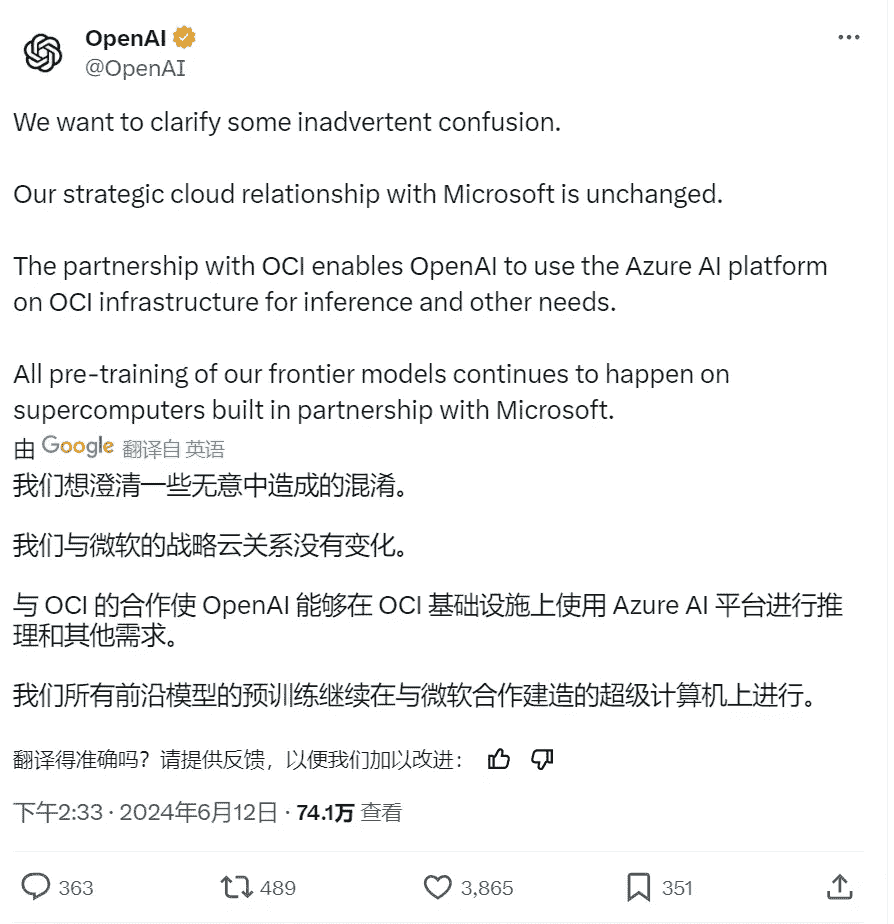 OpenAI
@OpenAI
We want to clarify some inadvertent confusion.
Our strategic cloud relationship with Microsoft is unchanged.
The partnership with OCI enables OpenAI to use the Azure AI platform
on OCI infrastructure for inference and other needs.
All pre-training of our frontier models continues to happen on
supercomputers built in partnership with Microsoft.
由 Google 翻译自 英语
我们想澄清一些无意中造成的混淆。
我们与微软的战略云关系没有变化。
与 OCI 的合作使 OpenAI 能够在 OCI 基础设施上使用 Azure AI 平台进行推
理和其他需求。
我们所有前沿模型的预训练继续在与微软合作建造的超级计算机上进行。
翻译得准确吗？请提供反馈，以便我们加以改进：
下午2:33 · 2024年6月12日 · 74.1万 查看
363 489 3,865 351